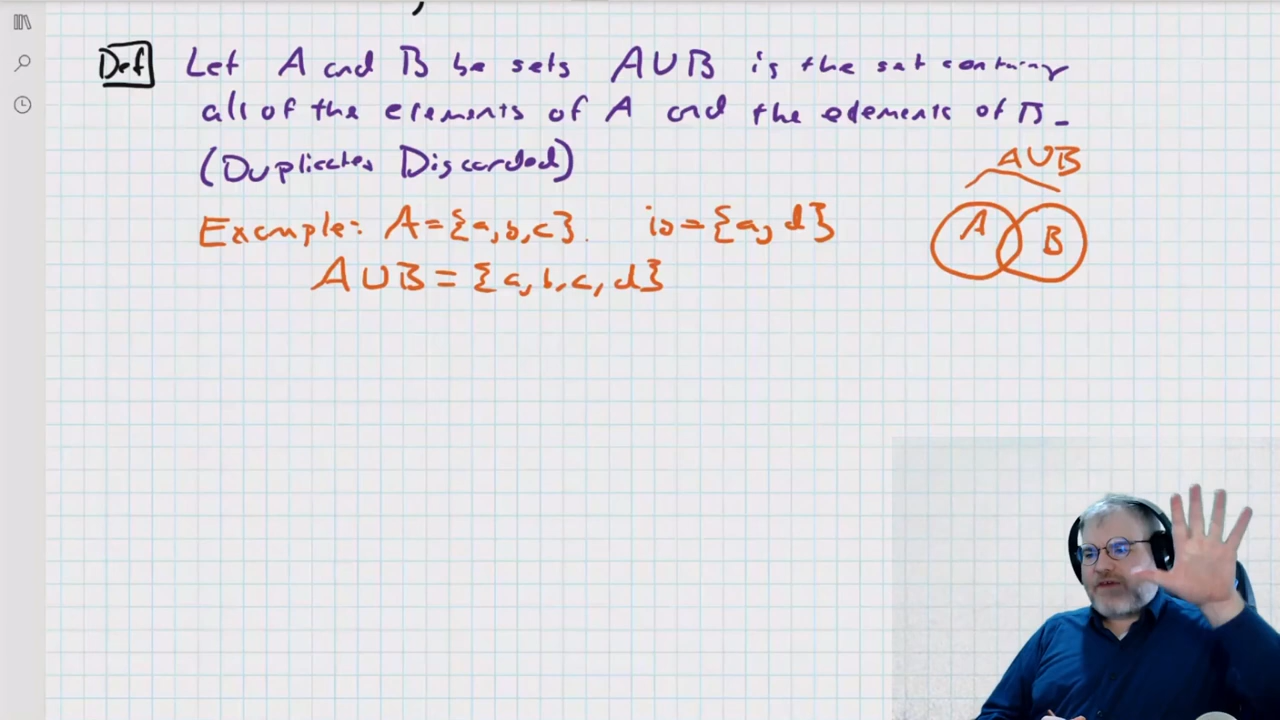 Def Let A and B be sets A∪B is the set containing
all of the elements of A and the elements of B.
(Duplicates Discarded)
A∪B
Example: A={a,b,c}. B={a,d}
A B
A∪B={a,b,c,d}